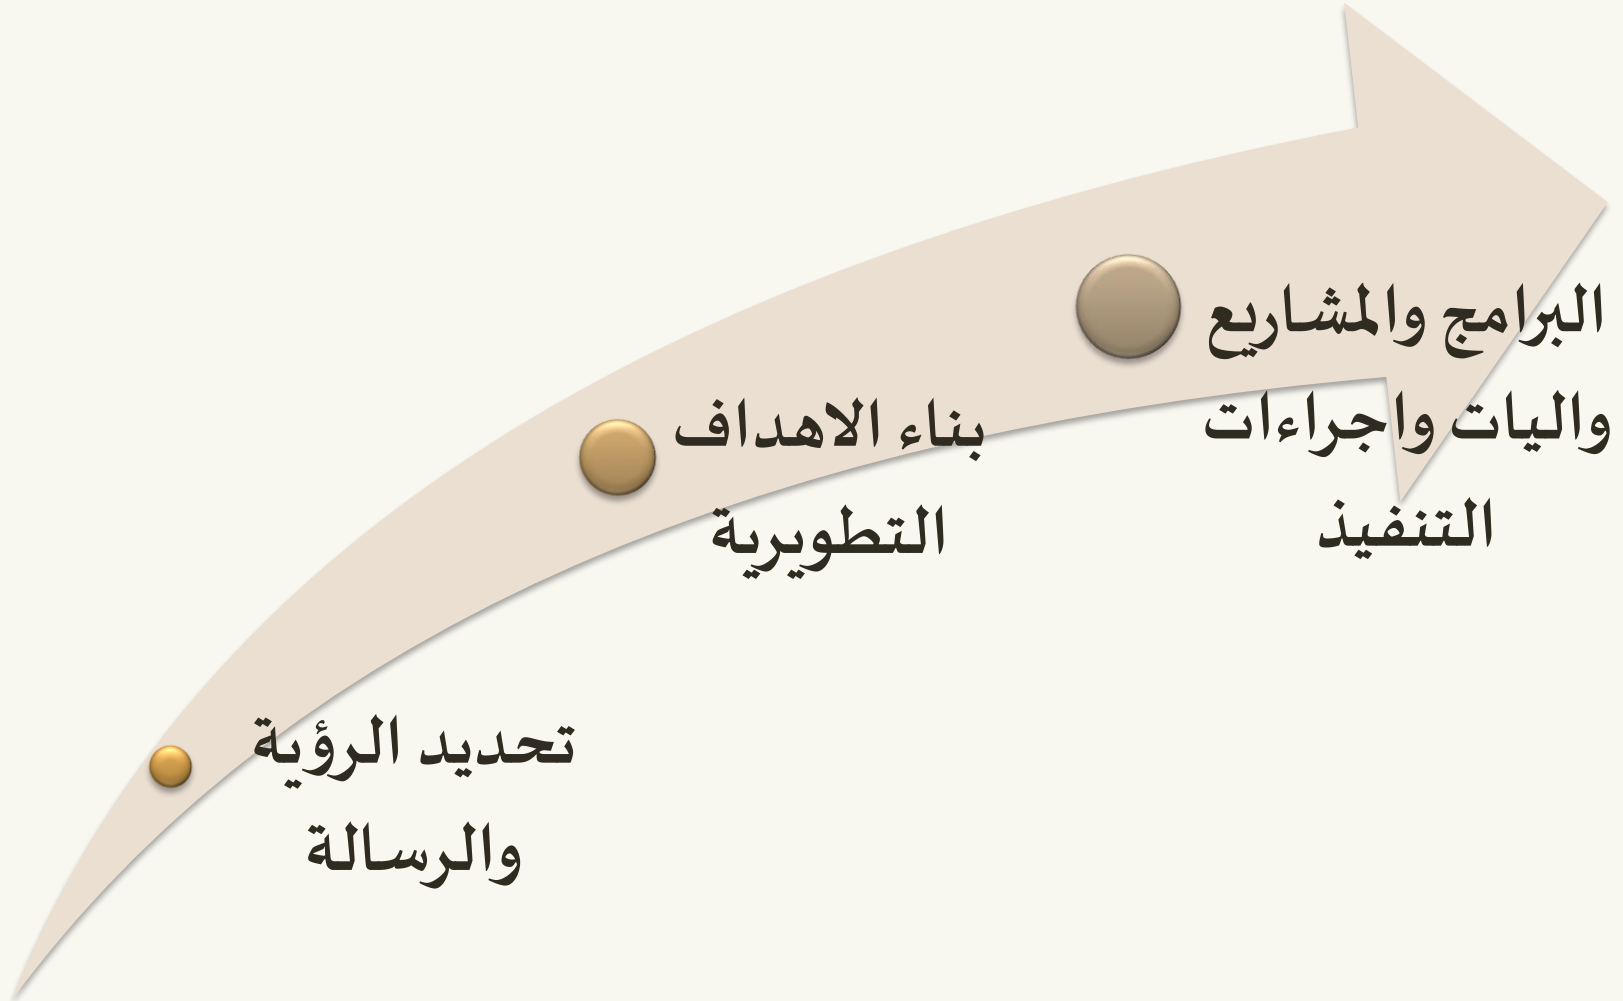 تحديد الرؤية
والرسالة
بناء الاهداف
التطويرية
البرامج والمشاريع
واليات واجراءات
التنفيذ